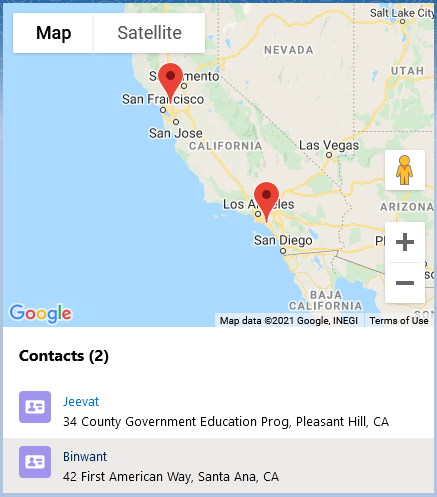 Map Satellite
Salt Lake City
NEVADA
Sacramento
UTAH
San Francisco
San Jose
CALIFORNIA
Las Vegas
Los Angeles
ARIZONA
San Diego
BAJA
CALIFORNIA
Google
Map data ©2021 Google, INEGI Terms of Use
Contacts (2)
Jeevat
34 County Government Education Prog, Pleasant Hill, CA
Binwant
42 First American Way, Santa Ana, CA